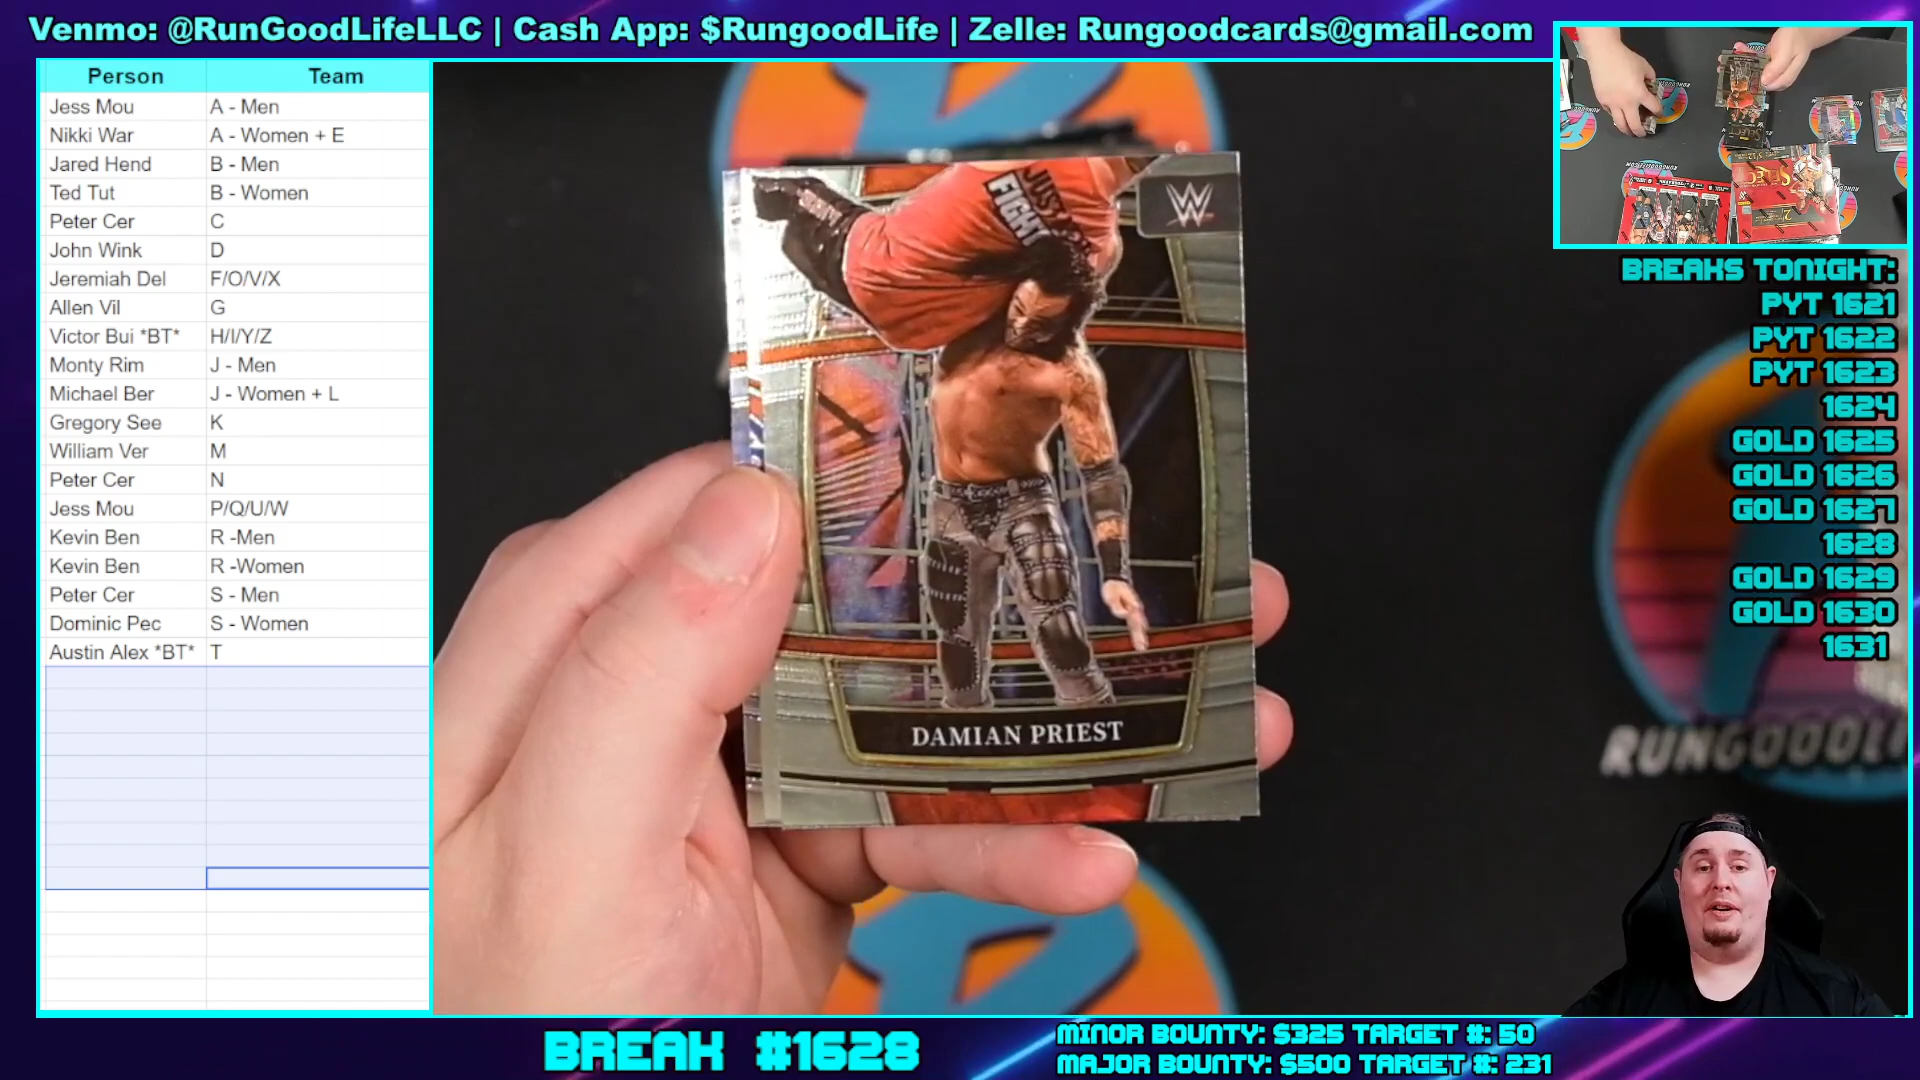 Venmo: @RunGoodLifeLLC | Cash App: $RungoodLife | Zelle: Rungoodcards@gmail.com
Person Team
Jess Mou A - Men
Nikki War A - Women + E
Jared Hend B - Men
Ted Tut B - Women
Peter Cer C
John Wink D
Jeremiah Del F/O/V/X
Allen Vil G
Victor Bui *BT* H/I/Y/Z
Monty Rim J - Men
Michael Ber J - Women + L
Gregory See K
William Ver M
Peter Cer N
Jess Mou P/Q/U/W
Kevin Ben R -Men
Kevin Ben R -Women
Peter Cer S - Men
Dominic Pec S - Women
Austin Alex *BT* T
JUST
FIGHT
W
DAMIAN PRIEST
SELECT
BREAKS TONIGHT:
PYT 1621
PYT 1622
PYT 1623
1624
GOLD 1625
GOLD 1626
GOLD 1627
1628
GOLD 1629
GOLD 1630
1631
RUNGOOODLI
BREAK #1628
MINOR BOUNTY: $325 TARGET #: 50
MAJOR BOUNTY: $500 TARGET #: 231